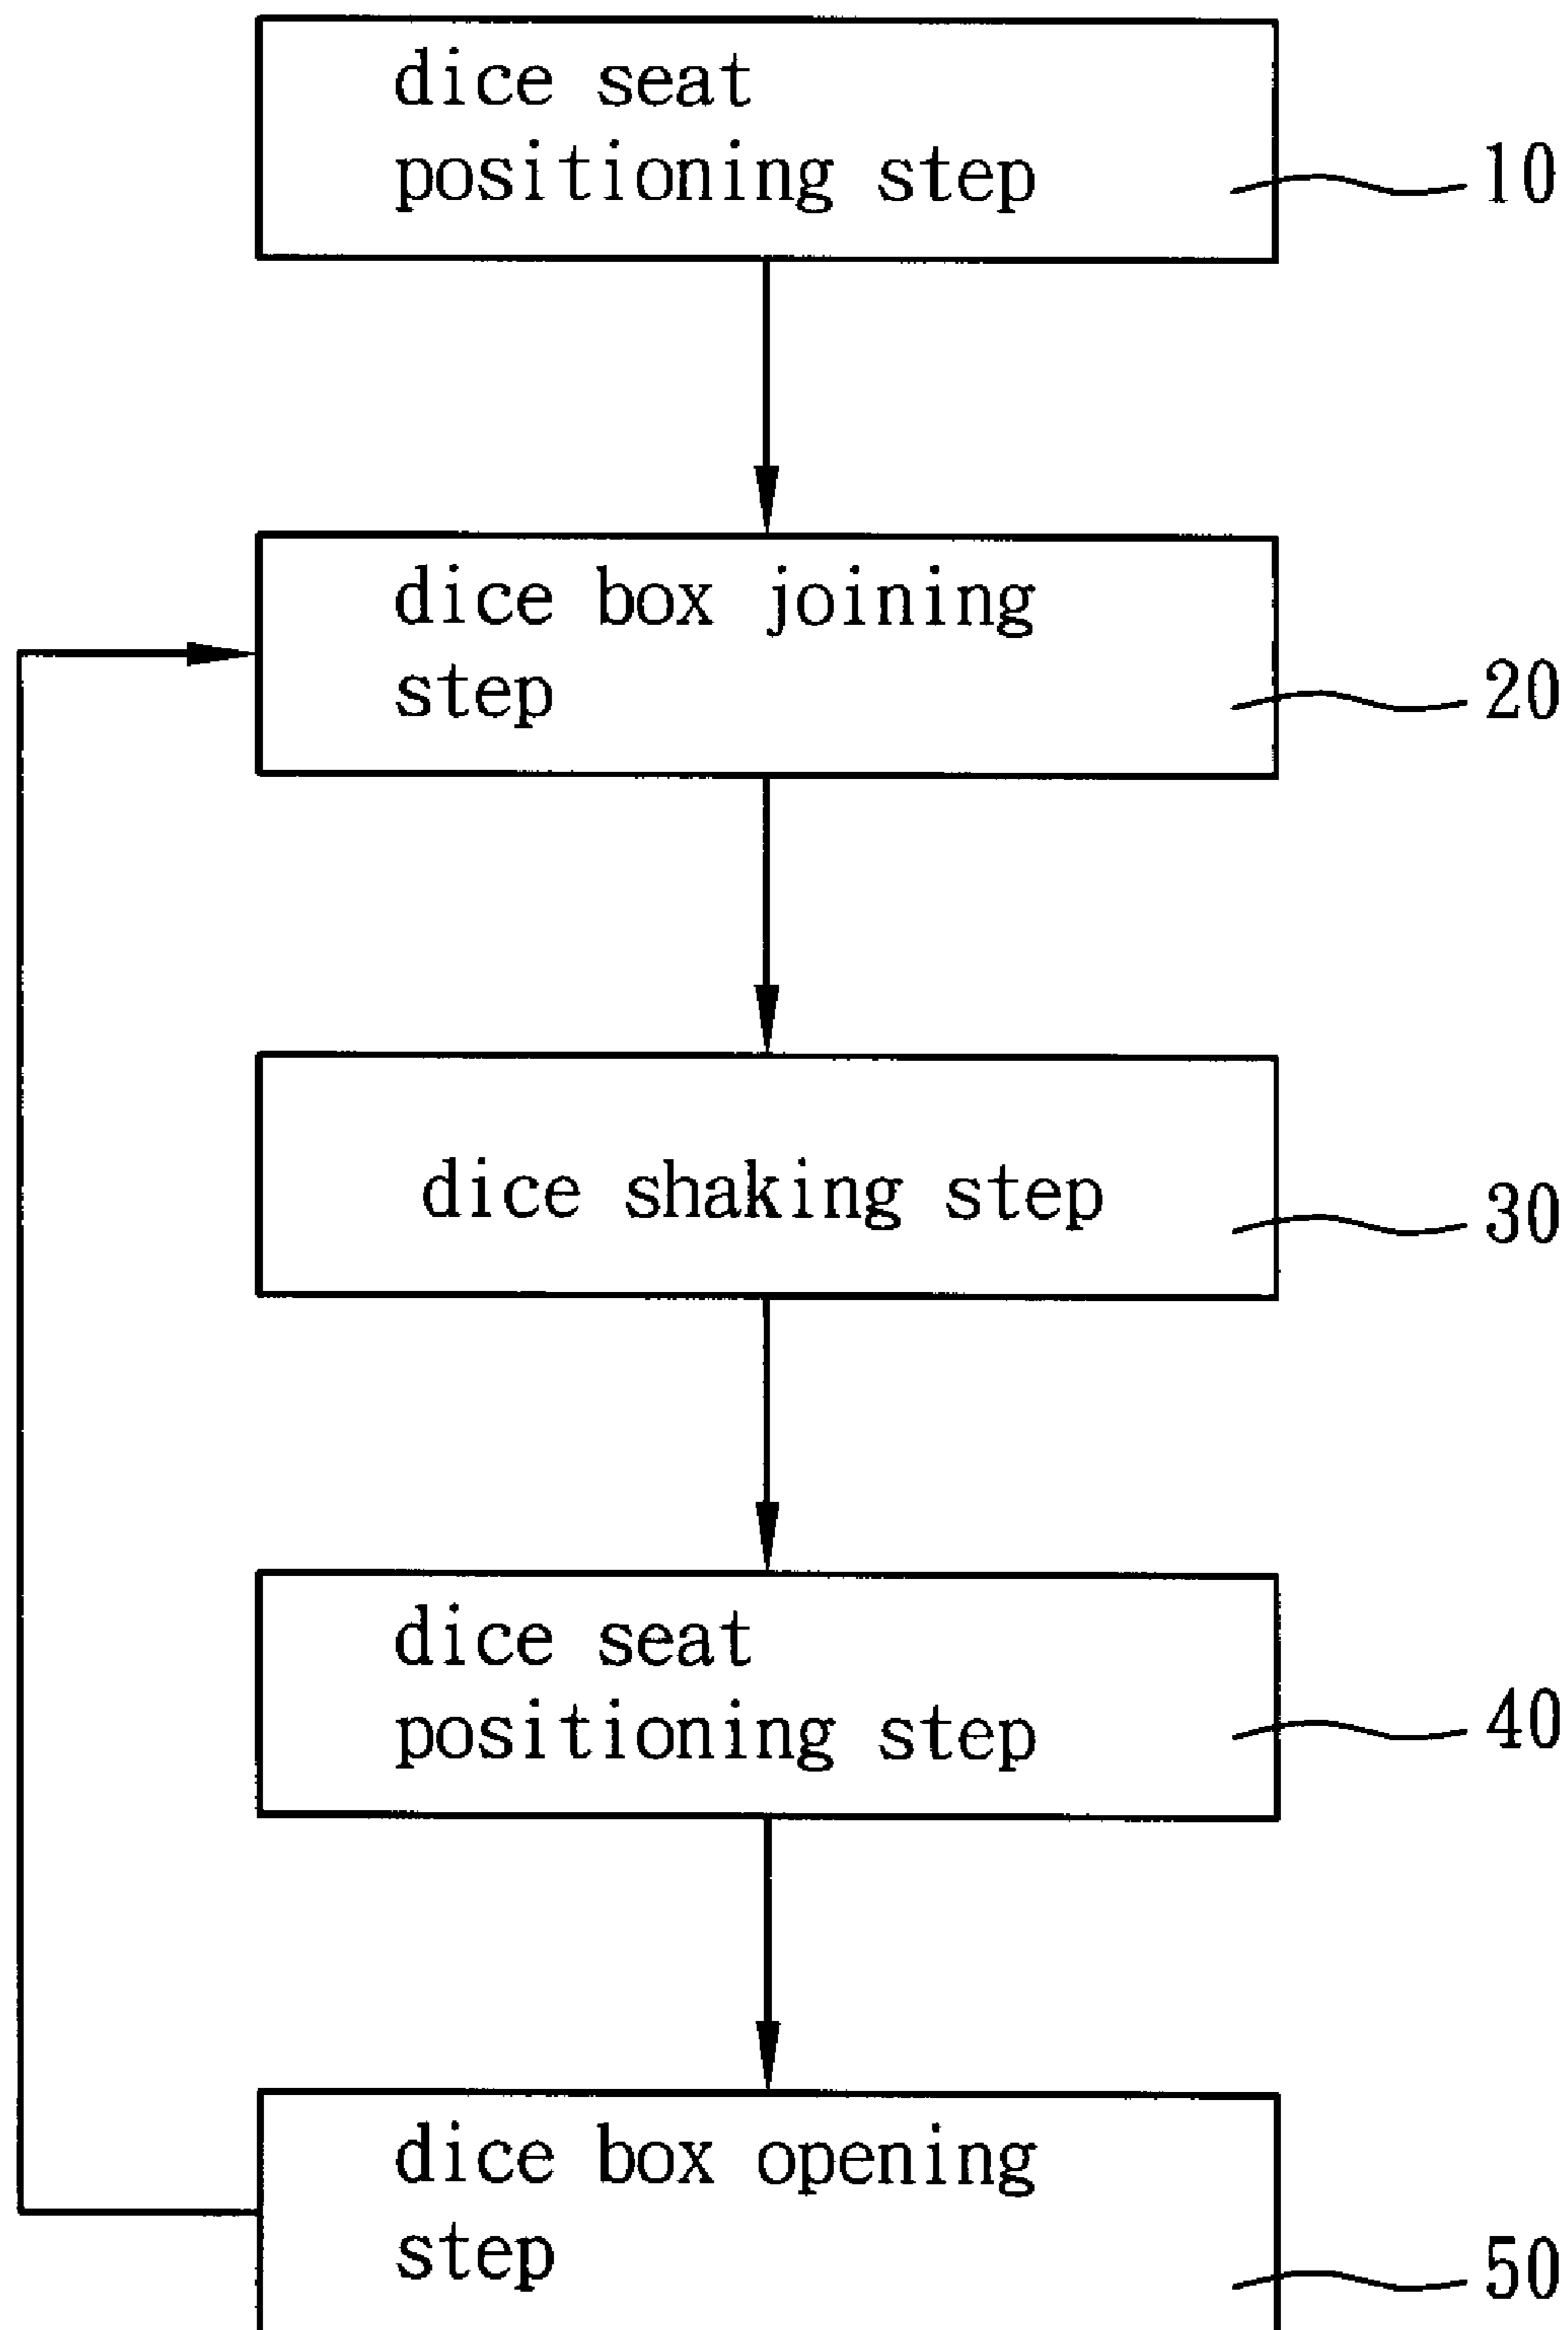 dice seat
positioning step
10
dice box joining
step
20
dice shaking step
30
dice seat
positioning step
40
dice box opening
step
50